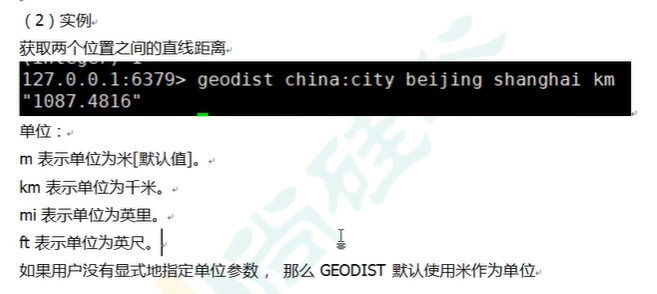 （2）实例
获取两个位置之间的直线距离
127.0.0.1:6379> geodist china:city beijing shanghai km
"1087.4816"
单位：
m 表示单位为米[默认值]。
km 表示单位为千米。
mi 表示单位为英里。
ft 表示单位为英尺。
如果用户没有显式地指定单位参数， 那么 GEODIST 默认使用米作为单位